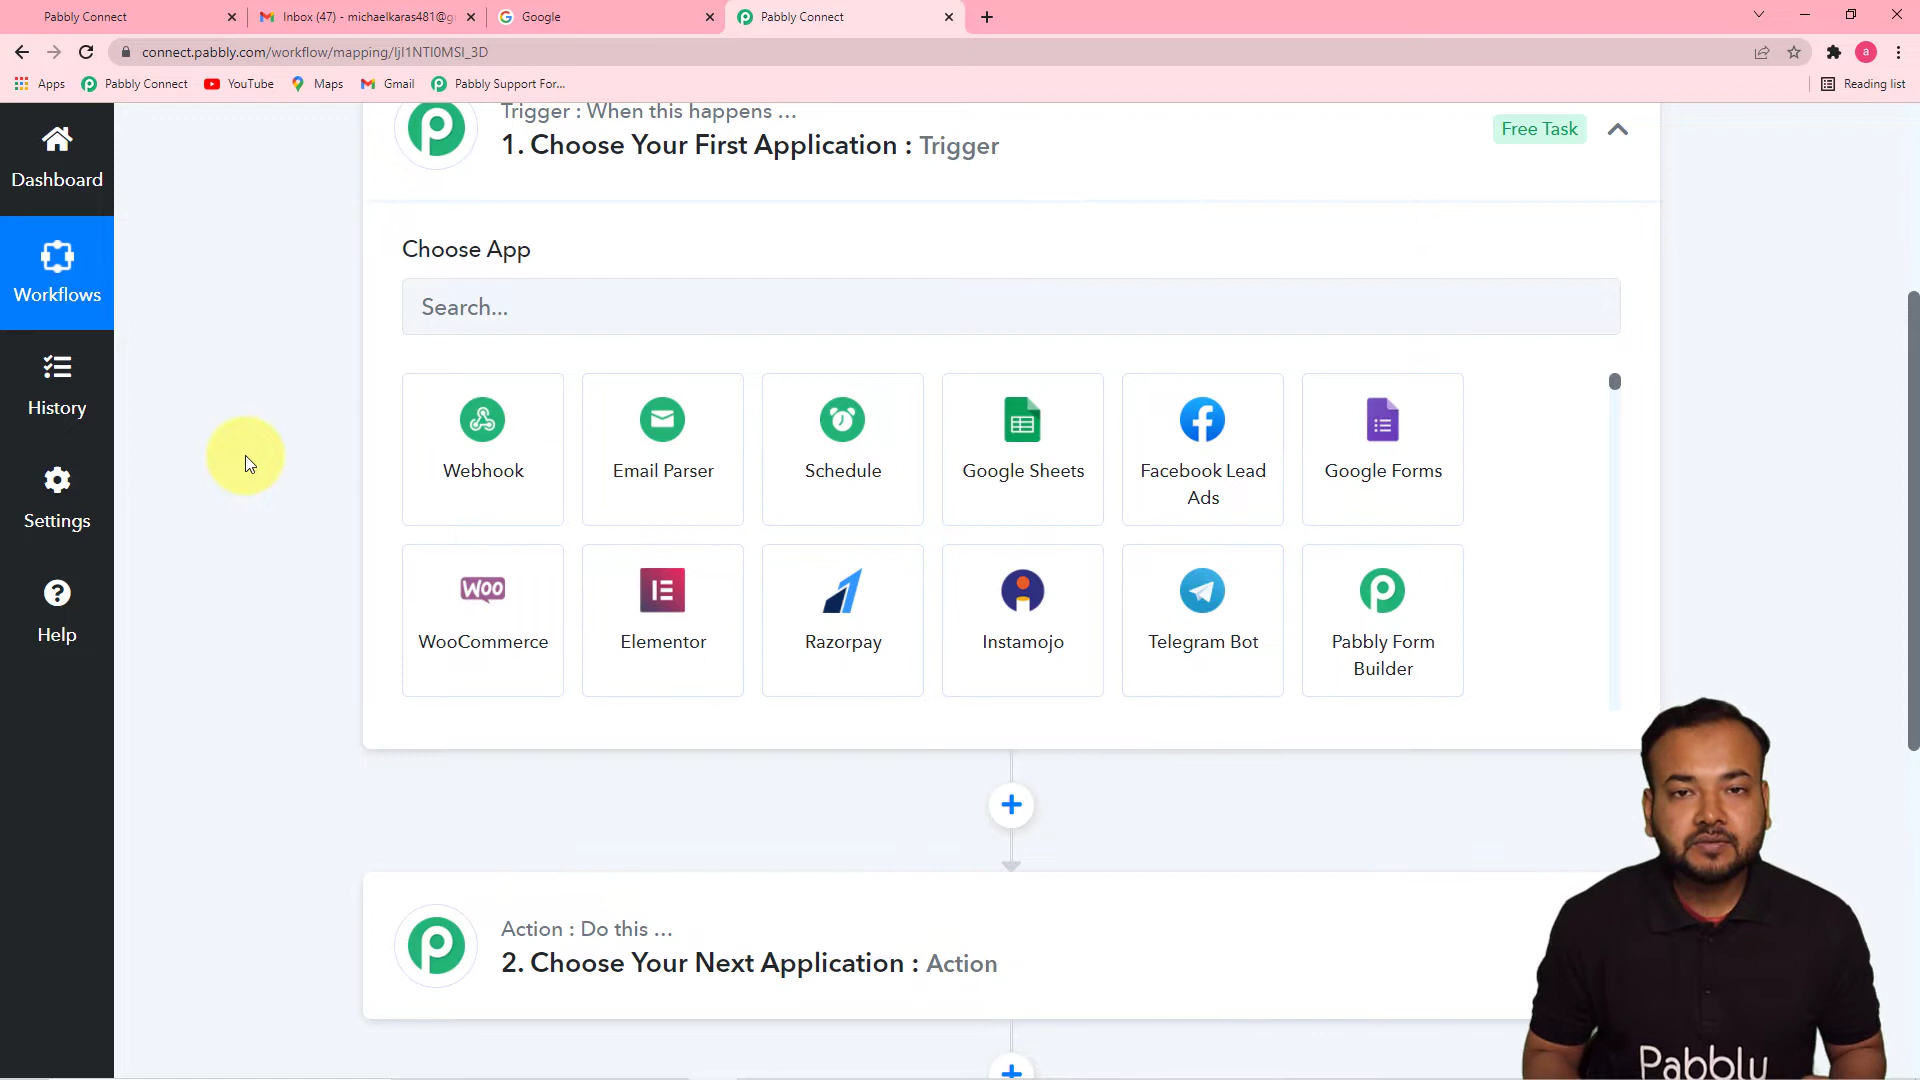 Pabbly Connect
Inbox (47) - michaelkaras481@g
Google
Pabbly Connect
connect.pabbly.com/workflow/mapping/IjI1NTI0MSI_3D
Apps
Pabbly Connect
YouTube
Maps
Gmail
Pabbly Support For...
Reading list
Dashboard
Workflows
History
Settings
Help
Trigger : When this happens ...
1. Choose Your First Application : Trigger
Free Task
Choose App
Search...
Webhook
Email Parser
Schedule
Google Sheets
Facebook Lead
Ads
Google Forms
WooCommerce
Elementor
Razorpay
Instamojo
Telegram Bot
Pabbly Form
Builder
Action : Do this ...
2. Choose Your Next Application : Action
Pabbly